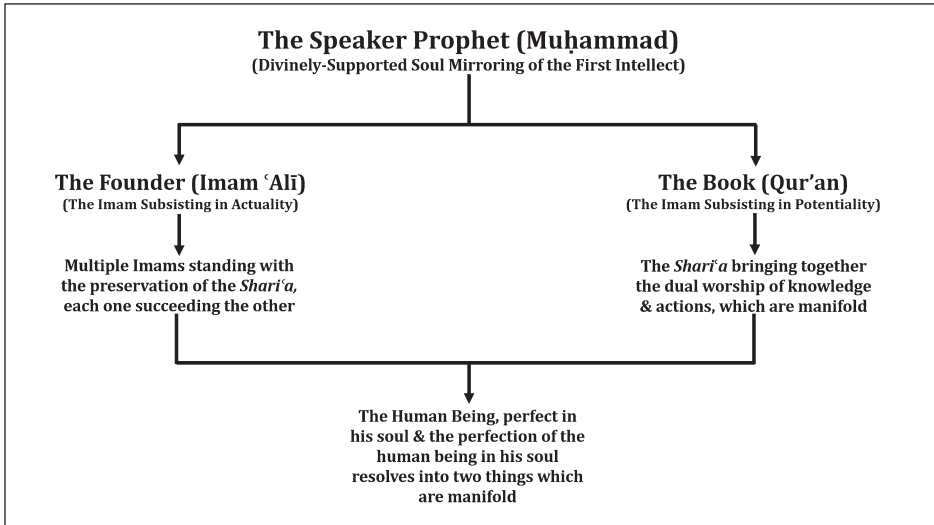 The Speaker Prophet (Muḥammad)
(Divinely-Supported Soul Mirroring of the First Intellect)
The Founder (Imam ʿAlī)
(The Imam Subsisting in Actuality)
The Book (Qur’an)
(The Imam Subsisting in Potentiality)
Multiple Imams standing with
the preservation of the Shariʿa,
each one succeeding the other
The Shariʿa bringing together
the dual worship of knowledge
& actions, which are manifold
The Human Being, perfect in
his soul & the perfection of the
human being in his soul
resolves into two things which
are manifold